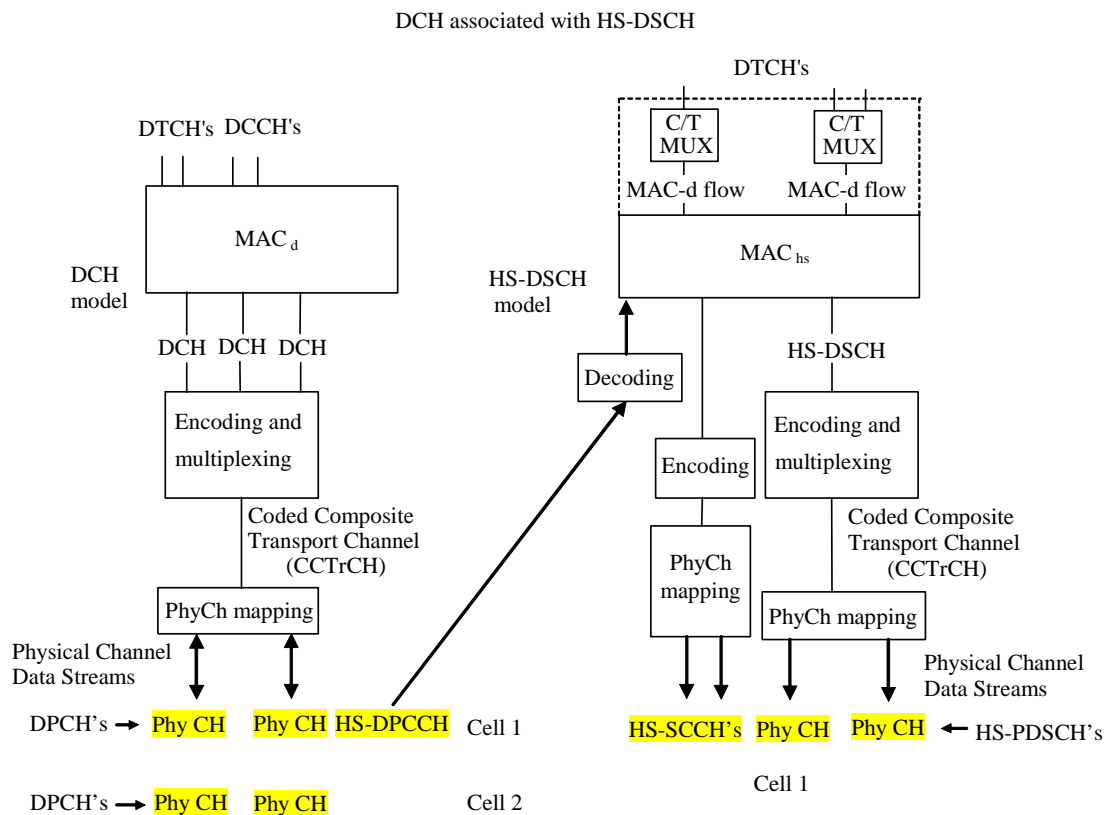 DCH associated with HS-DSCH
DTCH's DCCH's
MAC d
DCH
model
DCH DCH DCH
Encoding and
multiplexing
Coded Composite
Transport Channel
(CCTrCH)
PhyCh mapping
Physical Channel
Data Streams
DPCH's Phy CH Phy CH HS-DPCCH Cell 1
DPCH's Phy CH Phy CH Cell 2
DTCH's
C/T
MUX
C/T
MUX
MAC-d flow MAC-d flow
MAC hs
HS-DSCH
model
Decoding
HS-DSCH
Encoding
Encoding and
multiplexing
PhyCh
mapping
Coded Composite
Transport Channel
(CCTrCH)
PhyCh mapping
Physical Channel
Data Streams
HS-SCCH's Phy CH Phy CH HS-PDSCH's
Cell 1